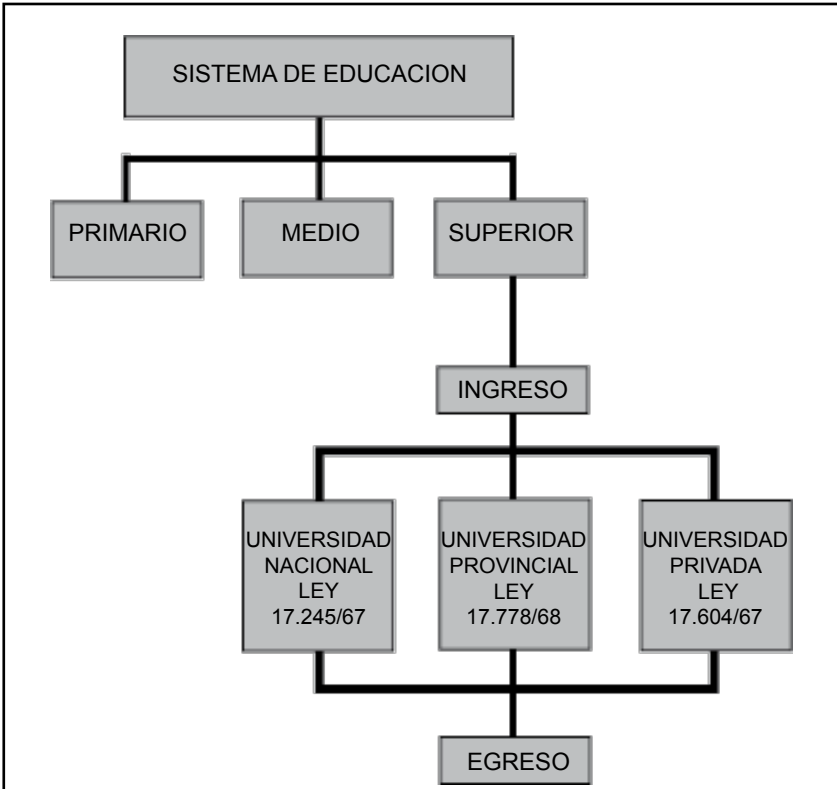 SISTEMA DE EDUCACION
PRIMARIO
MEDIO
SUPERIOR
INGRESO
UNIVERSIDAD
NACIONAL
LEY
17.245/67
UNIVERSIDAD
PROVINCIAL
LEY
17.778/68
UNIVERSIDAD
PRIVADA
LEY
17.604/67
EGRESO